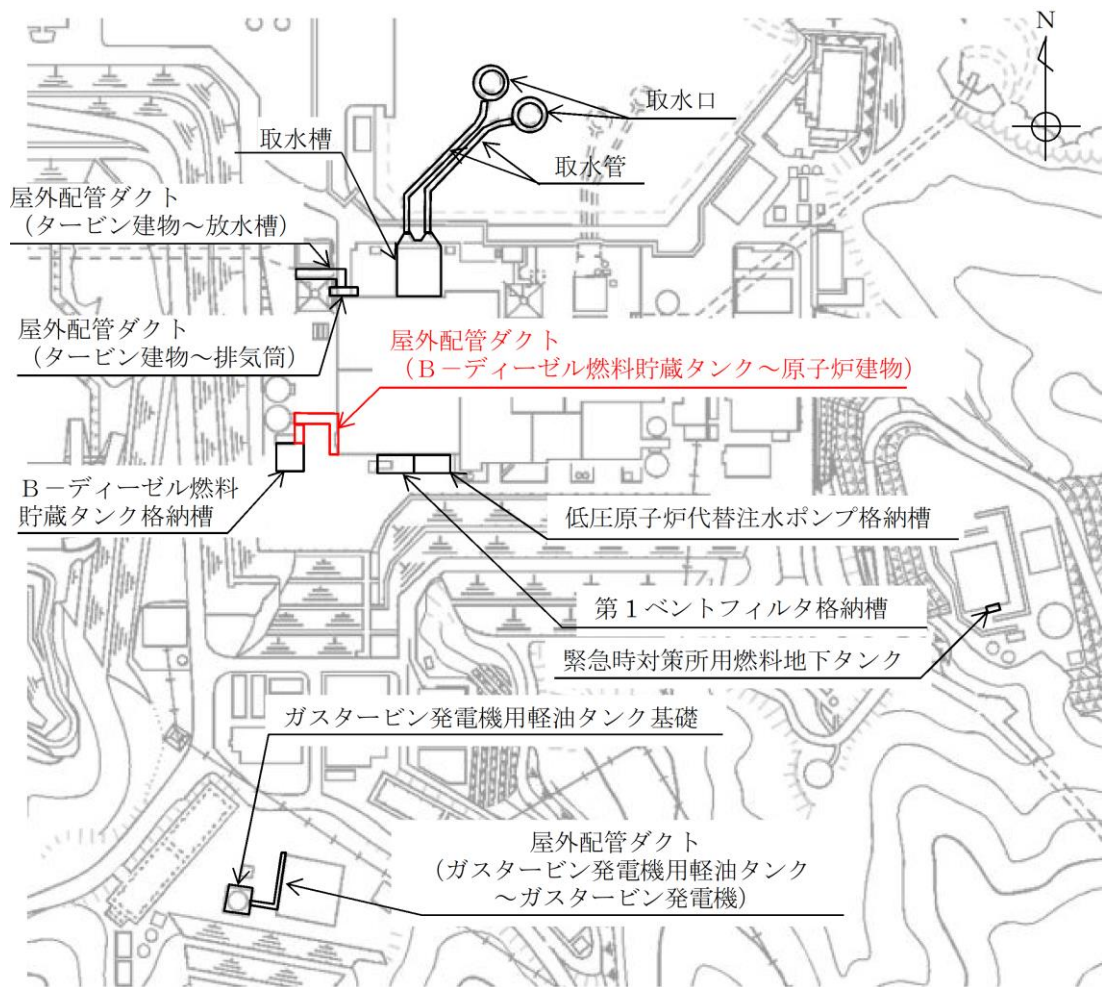 N
取水口
取水槽
取水管
屋外配管ダクト
（タービン建物～放水槽）
屋外配管ダクト
（タービン建物～排気筒）
屋外配管ダクト
（Ｂ－ディーゼル燃料貯蔵タンク～原子炉建物）
Ｂ－ディーゼル燃料
貯蔵タンク格納槽
低圧原子炉代替注水ポンプ格納槽
第１ベントフィルタ格納槽
緊急時対策所用燃料地下タンク
ガスタービン発電機用軽油タンク基礎
屋外配管ダクト
（ガスタービン発電機用軽油タンク
～ガスタービン発電機）